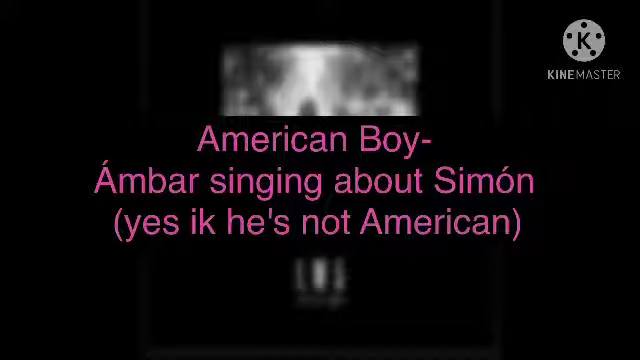 KINEMASTER
American Boy-
Ámbar singing about Simón
(yes ik he's not American)